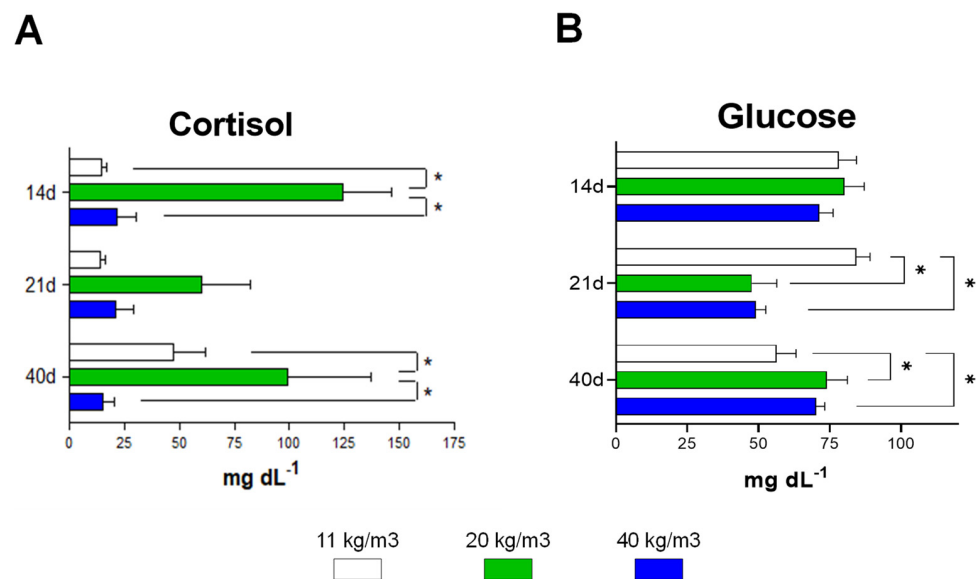 A
B
Cortisol
Glucose
14d
*
*
21d
40d
*
*
0 25 50 75 100 125 150 175
mg dL-1
14d
21d
*
*
40d
*
*
0 25 50 75 100
mg dL-1
11 kg/m3 20 kg/m3 40 kg/m3